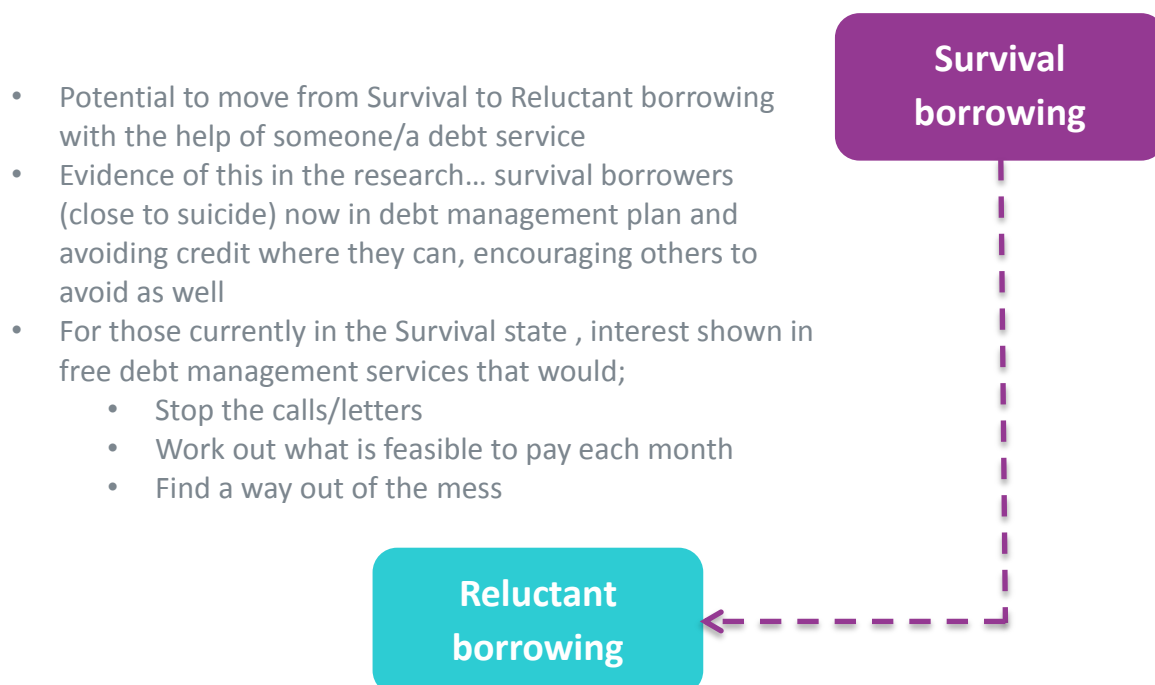 Survival
borrowing
• Potential to move from Survival to Reluctant borrowing
with the help of someone/a debt service
• Evidence of this in the research… survival borrowers
(close to suicide) now in debt management plan and
avoiding credit where they can, encouraging others to
avoid as well
• For those currently in the Survival state , interest shown in
free debt management services that would;
• Stop the calls/letters
• Work out what is feasible to pay each month
• Find a way out of the mess
Reluctant
borrowing